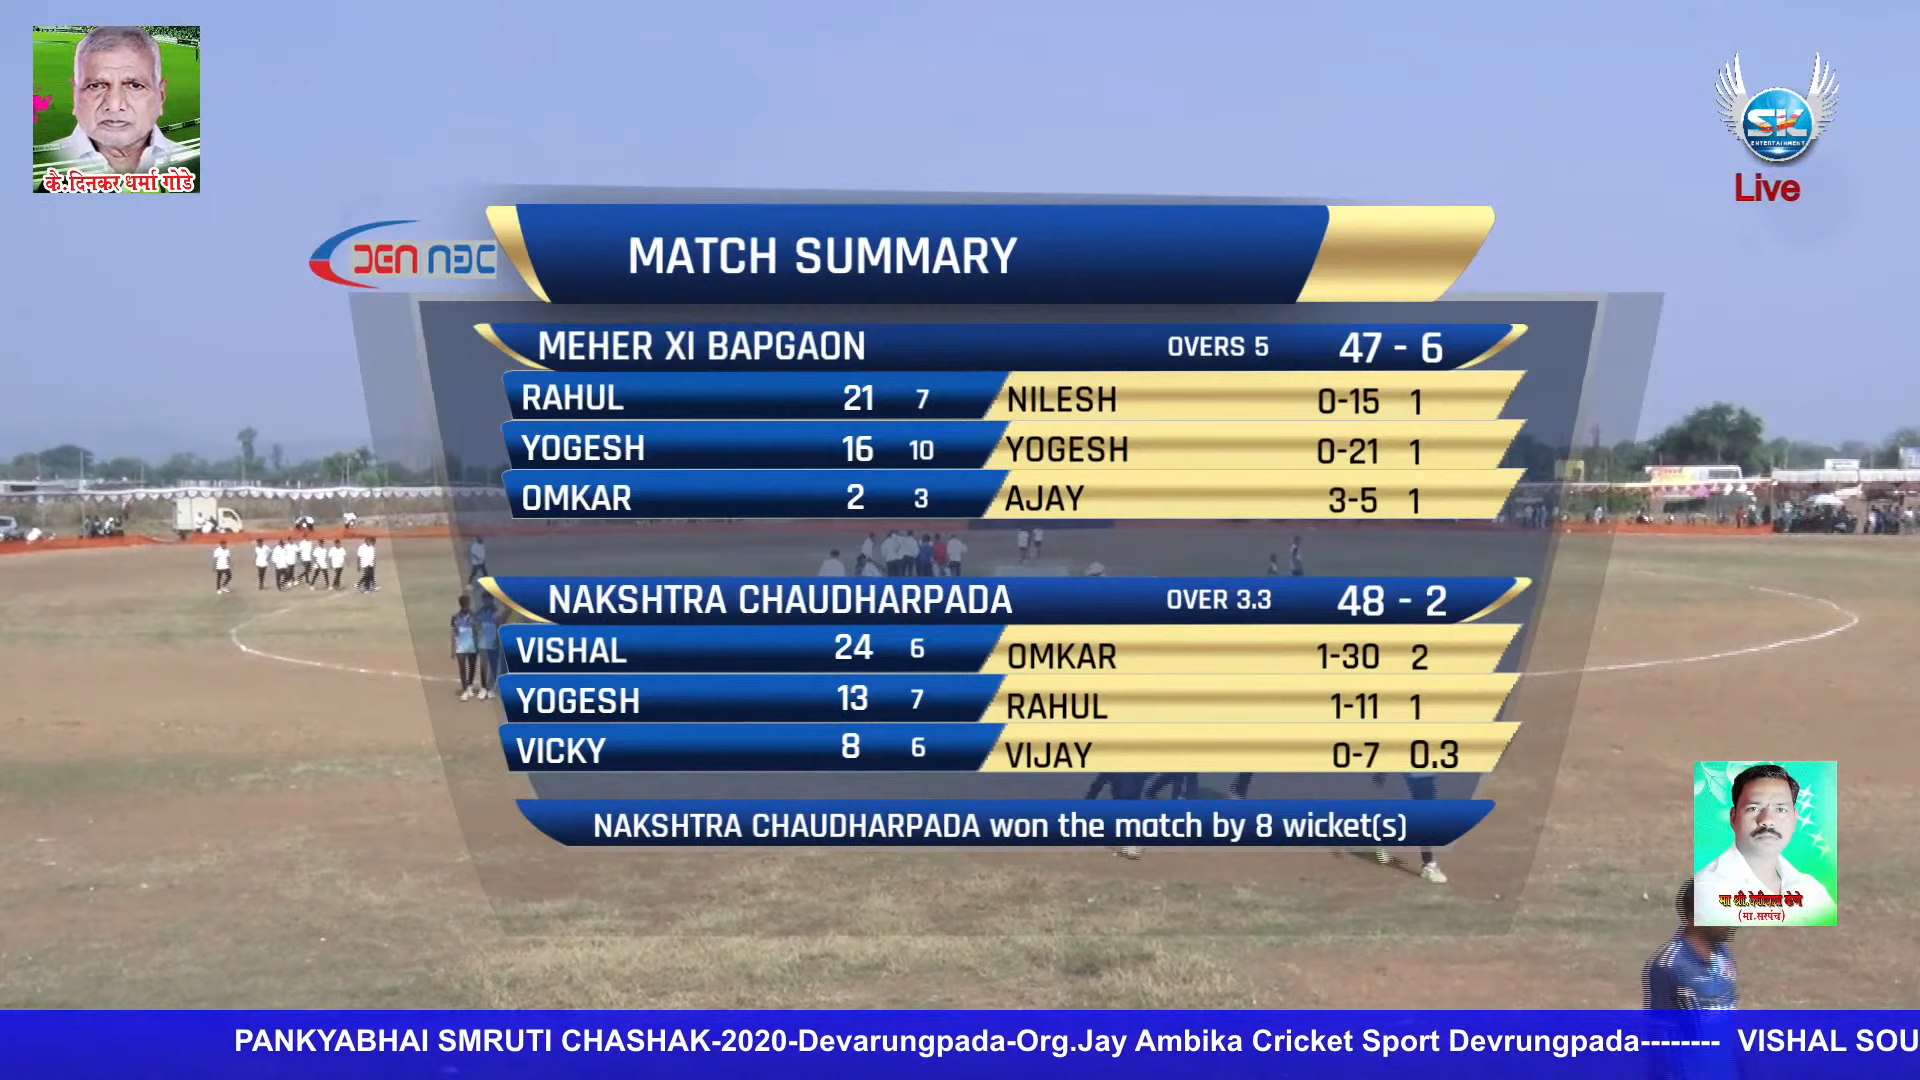 कै.दिनकर धर्मा गोडे
SK
ENTERTAINMENT
Live
DEN NBC
MATCH SUMMARY
MEHER XI BAPGAON OVERS 5 47 - 6
RAHUL 21 7 NILESH 0-15 1
YOGESH 16 10 YOGESH 0-21 1
OMKAR 2 3 AJAY 3-5 1
NAKSHTRA CHAUDHARPADA OVER 3.3 48 - 2
VISHAL 24 6 OMKAR 1-30 2
YOGESH 13 7 RAHUL 1-11 1
VICKY 8 6 VIJAY 0-7 0.3
NAKSHTRA CHAUDHARPADA won the match by 8 wicket(s)
मा श्री.
(मा.सरपंच)
PANKYABHAI SMRUTI CHASHAK-2020-Devarungpada-Org.Jay Ambika Cricket Sport Devrungpada-------- VISHAL SOU